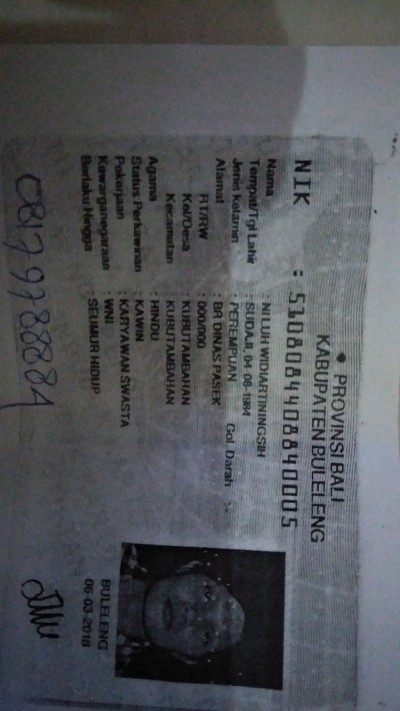 PROVINSI BALI
KABUPATEN BULELENG
NIK : 5108084408840005
Nama : NI LUH WIDIARTININGSIH
Tempat/Tgl Lahir : SUDAJI, 04-08-1984
Jenis kelamin : PEREMPUAN Gol. Darah : -
Alamat : BR DINAS PASEK
RT/RW : 000/000
Kel/Desa : KUBUTAMBAHAN
Kecamatan : KUBUTAMBAHAN
Agama : HINDU
Status Perkawinan : KAWIN
Pekerjaan : KARYAWAN SWASTA
Kewarganegaraan : WNI
Berlaku Hingga : SEUMUR HIDUP
BULELENG
06-03-2018